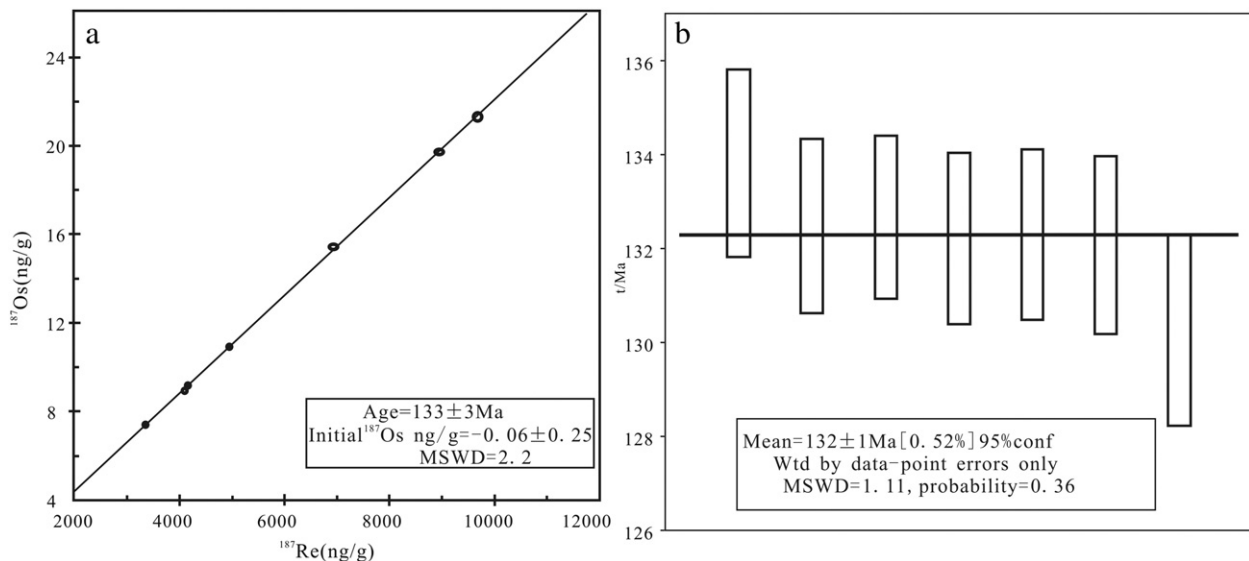 a
24
20
16
12
8
4
¹⁸⁷Os(ng/g)
Age=133±3Ma
Initial¹⁸⁷Os ng/g=-0.06±0.25
MSWD=2.2
2000 4000 6000 8000 10000 12000
¹⁸⁷Re(ng/g)
b
136
134
132
130
128
126
t/Ma
Mean=132±1Ma[0.52%]95%conf
Wtd by data-point errors only
MSWD=1.11, probability=0.36